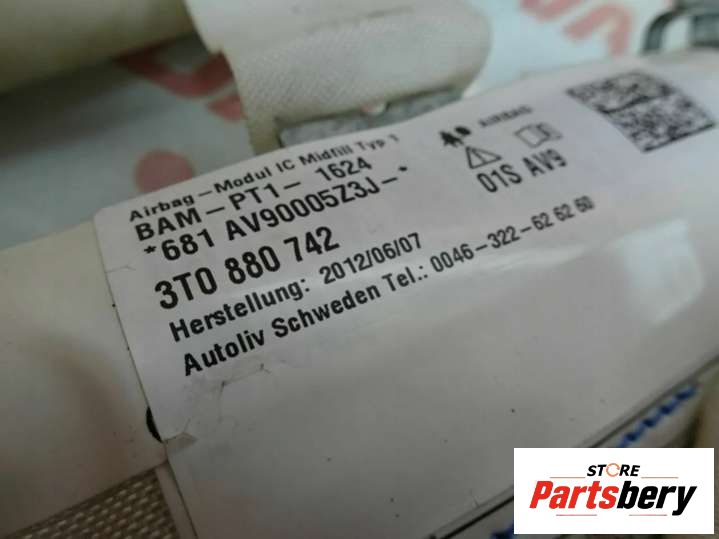 Airbag-Modul IC Midfill Typ 1
BAM-PT1-1624
*681 AV90005Z3J-*
3T0 880 742
Herstellung: 2012/06/07
Autoliv Schweden Tel.: 0046-322-62 62 60
AIRBAG
01S AV9
STORE
Partsbery